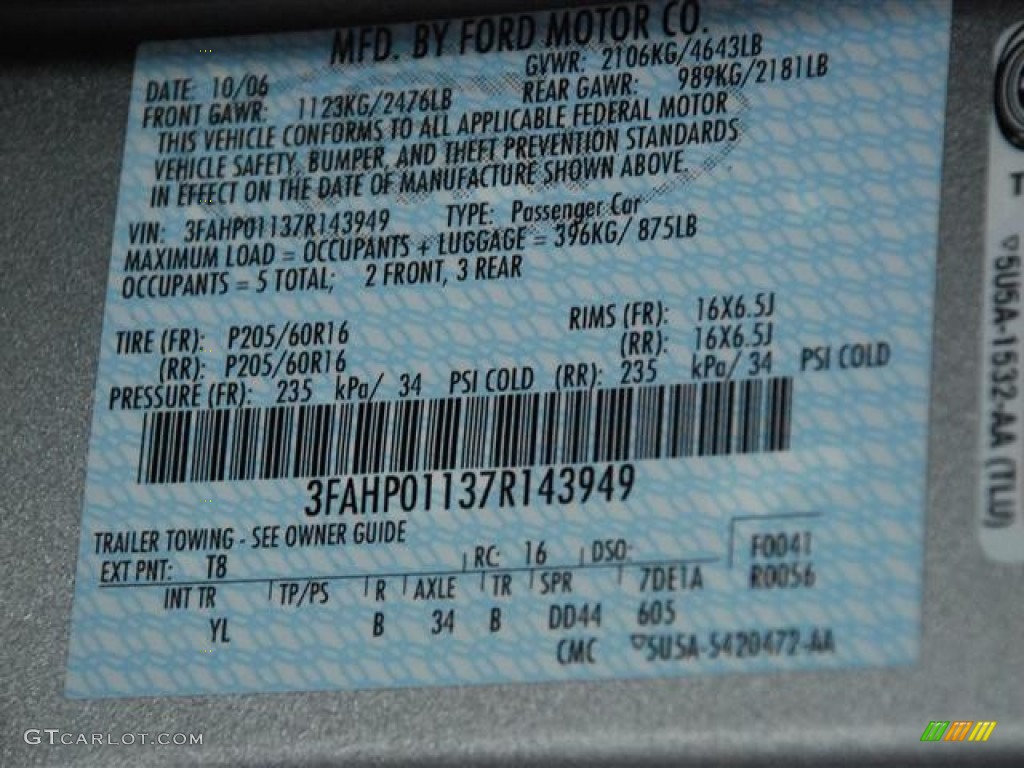 MFD. BY FORD MOTOR CO.
DATE: 10/06 GVWR: 2106KG/4643LB
FRONT GAWR: 1123KG/2476LB REAR GAWR: 989KG/2181LB
THIS VEHICLE CONFORMS TO ALL APPLICABLE FEDERAL MOTOR
VEHICLE SAFETY, BUMPER, AND THEFT PREVENTION STANDARDS
IN EFFECT ON THE DATE OF MANUFACTURE SHOWN ABOVE.
VIN: 3FAHP01137R143949 TYPE: Passenger Car
MAXIMUM LOAD = OCCUPANTS + LUGGAGE = 396KG/ 875LB
OCCUPANTS = 5 TOTAL; 2 FRONT, 3 REAR
TIRE (FR): P205/60R16 RIMS (FR): 16X6.5J
(RR): P205/60R16 (RR): 16X6.5J
PRESSURE (FR): 235 kPa/ 34 PSI COLD (RR): 235 kPa/ 34 PSI COLD
3FAHP01137R143949
TRAILER TOWING - SEE OWNER GUIDE
EXT PNT: T8 RC: 16 DSO: F0041
INT TR TP/PS R AXLE TR SPR 7DE1A R0056
YL B 34 B DD44 605
CMC ▽5U5A-5420472-AA
T
▽5U5A-1532-AA (TLU)
GTCARLOT.COM